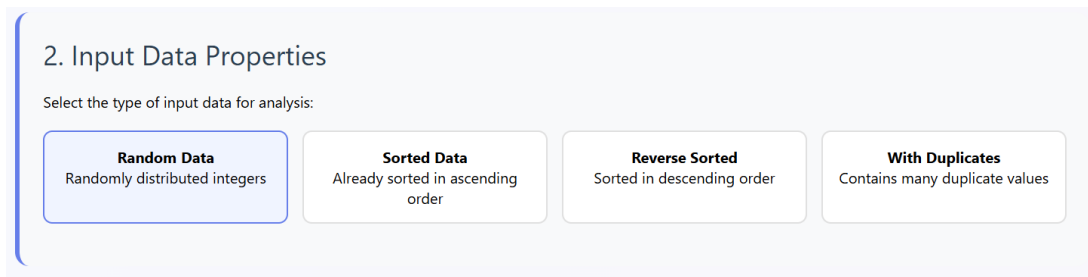 2. Input Data Properties
Select the type of input data for analysis:
Random Data
Randomly distributed integers
Sorted Data
Already sorted in ascending
order
Reverse Sorted
Sorted in descending order
With Duplicates
Contains many duplicate values